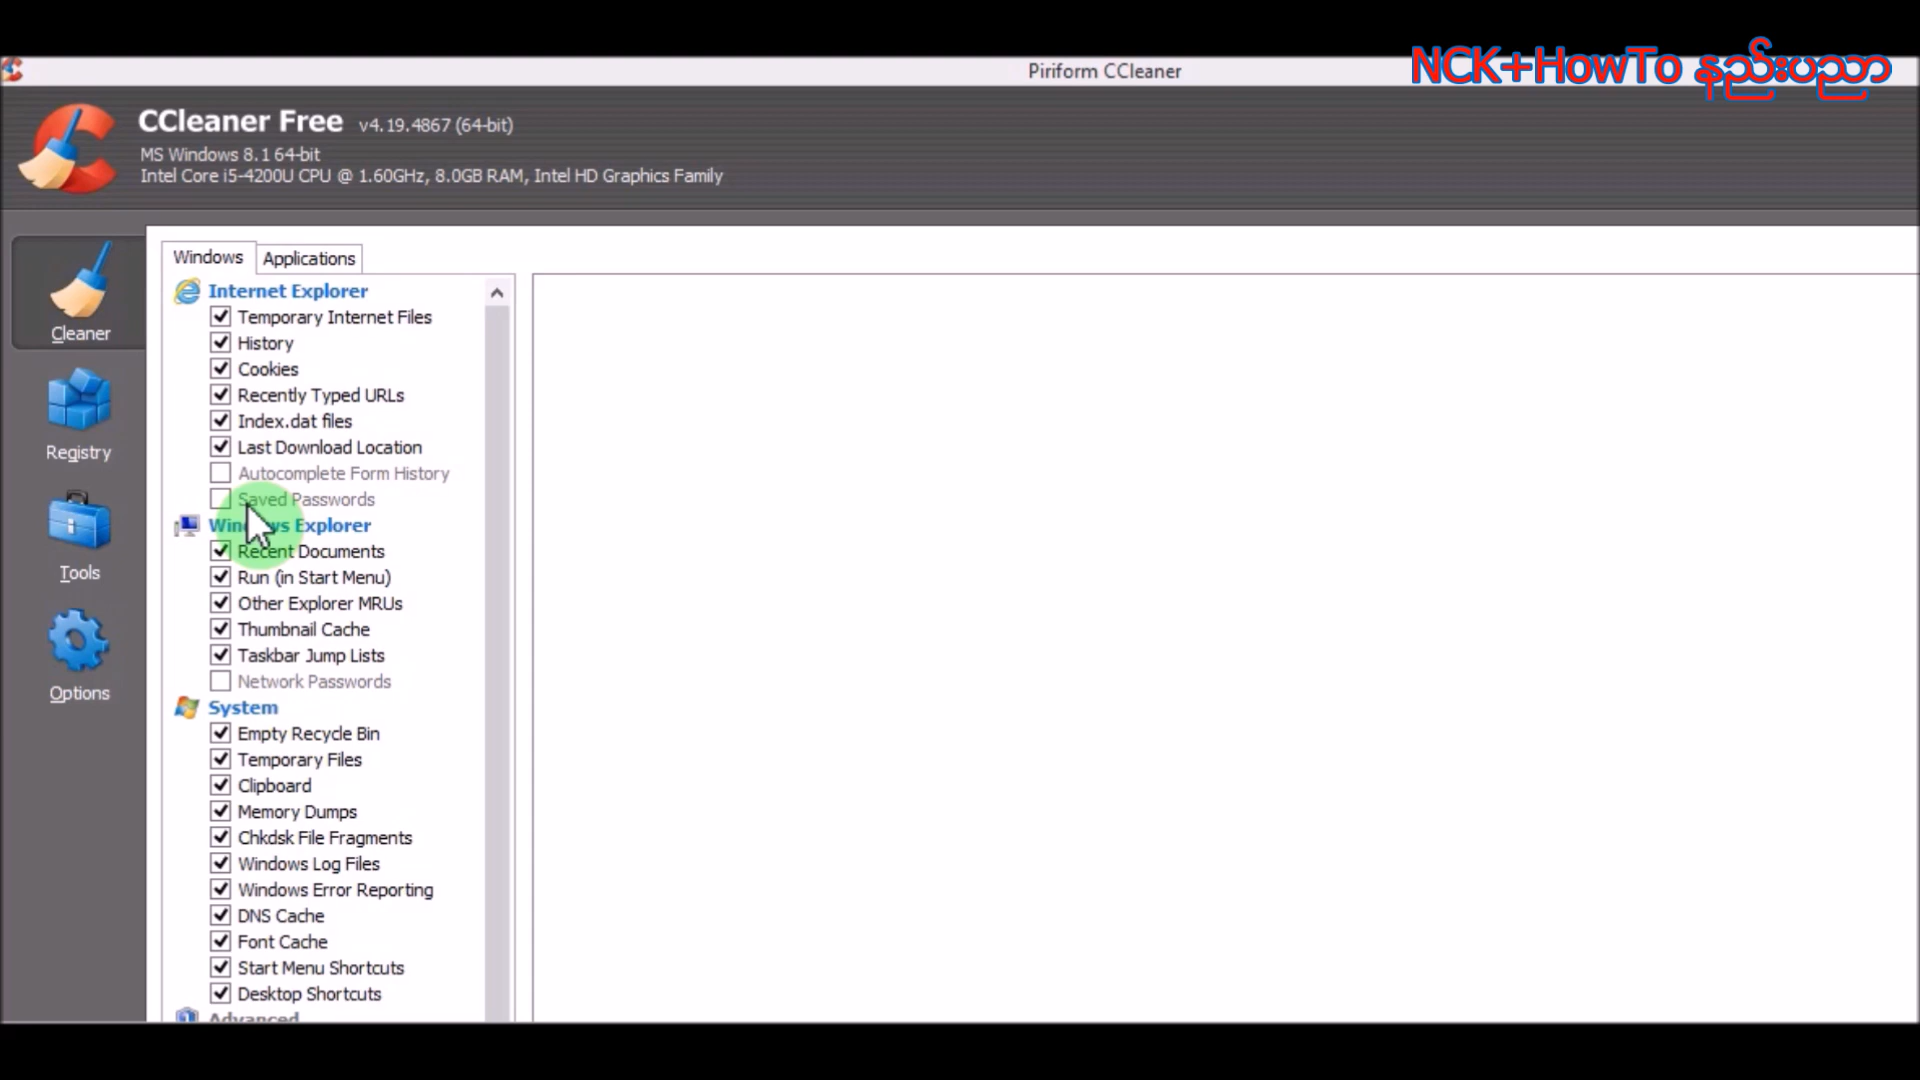 Piriform CCleaner
NCK+HowTo နည်းပညာ
CCleaner Free v4.19.4867 (64-bit)
MS Windows 8.1 64-bit
Intel Core i5-4200U CPU @ 1.60GHz, 8.0GB RAM, Intel HD Graphics Family
Cleaner
Registry
Tools
Options
Windows
Applications
Internet Explorer
Temporary Internet Files
History
Cookies
Recently Typed URLs
Index.dat files
Last Download Location
Autocomplete Form History
Saved Passwords
Windows Explorer
Recent Documents
Run (in Start Menu)
Other Explorer MRUs
Thumbnail Cache
Taskbar Jump Lists
Network Passwords
System
Empty Recycle Bin
Temporary Files
Clipboard
Memory Dumps
Chkdsk File Fragments
Windows Log Files
Windows Error Reporting
DNS Cache
Font Cache
Start Menu Shortcuts
Desktop Shortcuts
Advanced